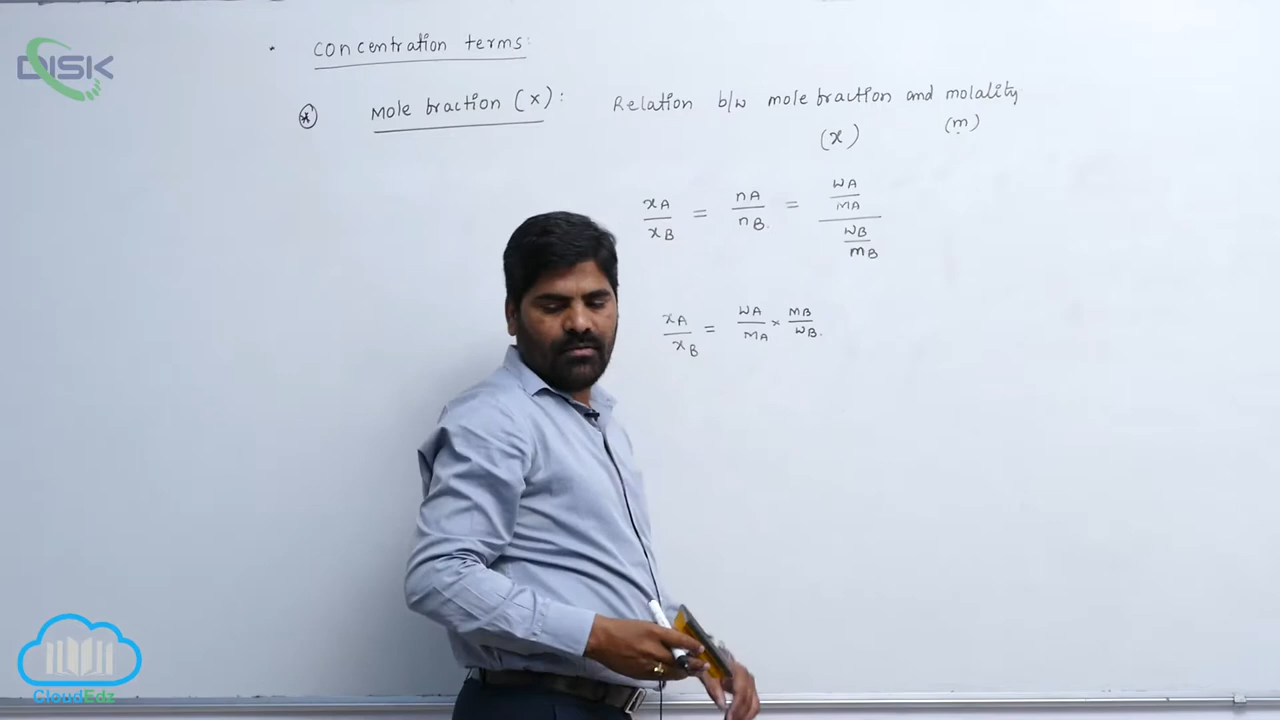 DISK
• Concentration terms:
* Mole fraction (x): Relation b/w mole fraction and molality
(x) (m)
xA/xB = nA/nB = (WA/MA)/(WB/MB)
xA/xB = WA/MA × MB/WB.
CloudEdz